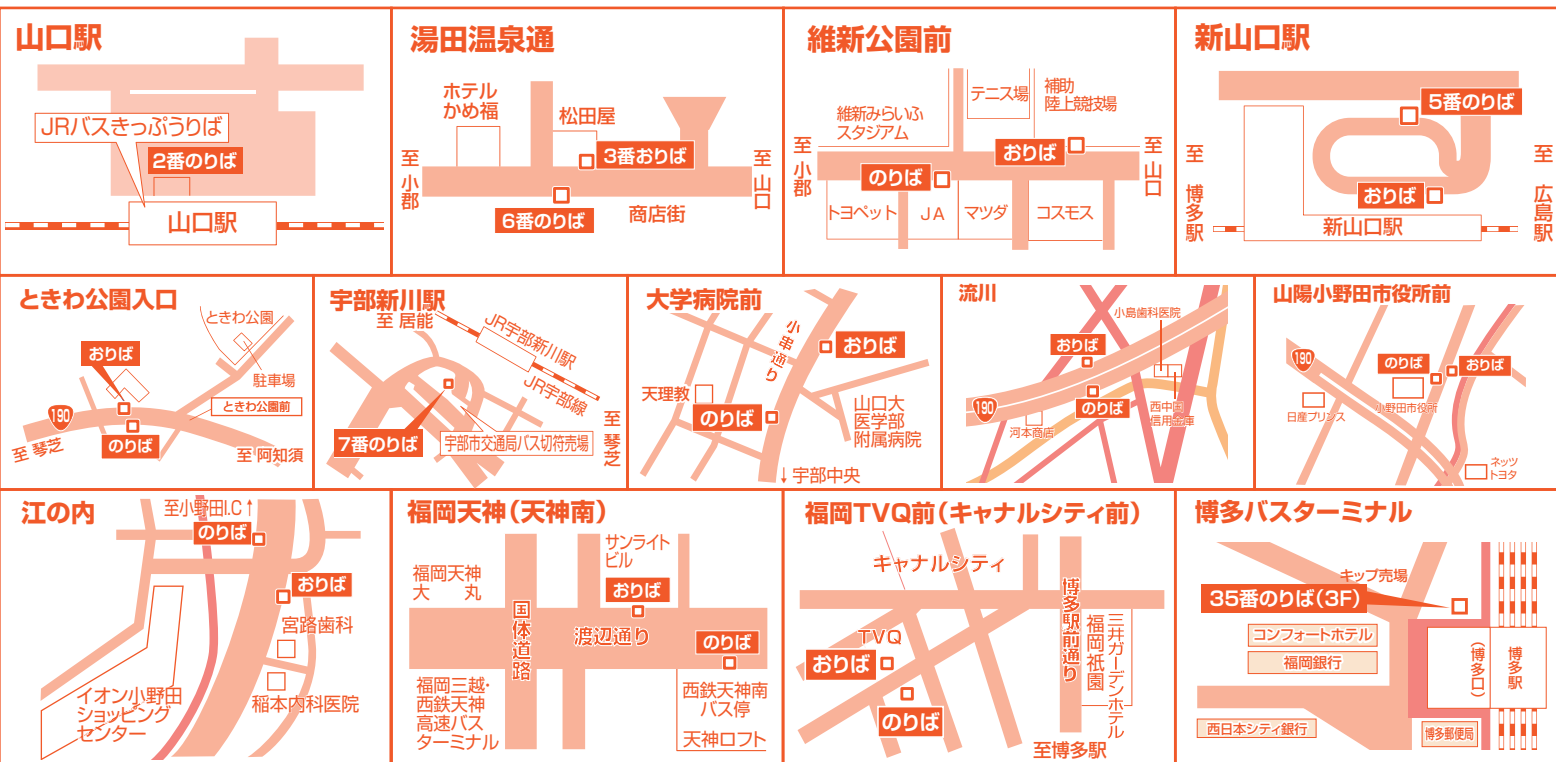 山口駅
JRバスきっぷうりば
2番のりば
山口駅
湯田温泉通
ホテル
かめ福
松田屋
3番おりば
至小郡
至山口
6番のりば
商店街
維新公園前
テニス場
補助
陸上競技場
維新みらいふ
スタジアム
おりば
至小郡
至山口
のりば
トヨペット
JA
マツダ
コスモス
新山口駅
5番のりば
至 博多駅
至 広島駅
おりば
新山口駅
ときわ公園入口
ときわ公園
おりば
駐車場
ときわ公園前
190
のりば
至 琴芝
至 阿知須
宇部新川駅
至 居能
JR宇部新川駅
JR宇部線
至 琴芝
7番のりば
宇部市交通局バス切符売場
大学病院前
小串通り
おりば
天理教
のりば
山口大
医学部
附属病院
↓宇部中央
流川
小島歯科医院
おりば
190
のりば
西中国
信用金庫
河本商店
山陽小野田市役所前
190
のりば
おりば
日産プリンス
小野田市役所
ネッツ
トヨタ
江の内
至小野田I.C↑
のりば
おりば
宮路歯科
稲本内科医院
イオン小野田
ショッピング
センター
福岡天神(天神南)
サンライト
ビル
福岡天神
大 丸
おりば
国体道路
渡辺通り
のりば
福岡三越・
西鉄天神
高速バス
ターミナル
西鉄天神南
バス停
天神ロフト
福岡TVQ前(キャナルシティ前)
キャナルシティ
博多駅前通り
三井ガーデンホテル
福岡祇園
TVQ
おりば
のりば
至博多駅
博多バスターミナル
キップ売場
35番のりば(3F)
コンフォートホテル
福岡銀行
(博多口)
博多駅
西日本シティ銀行
博多郵便局